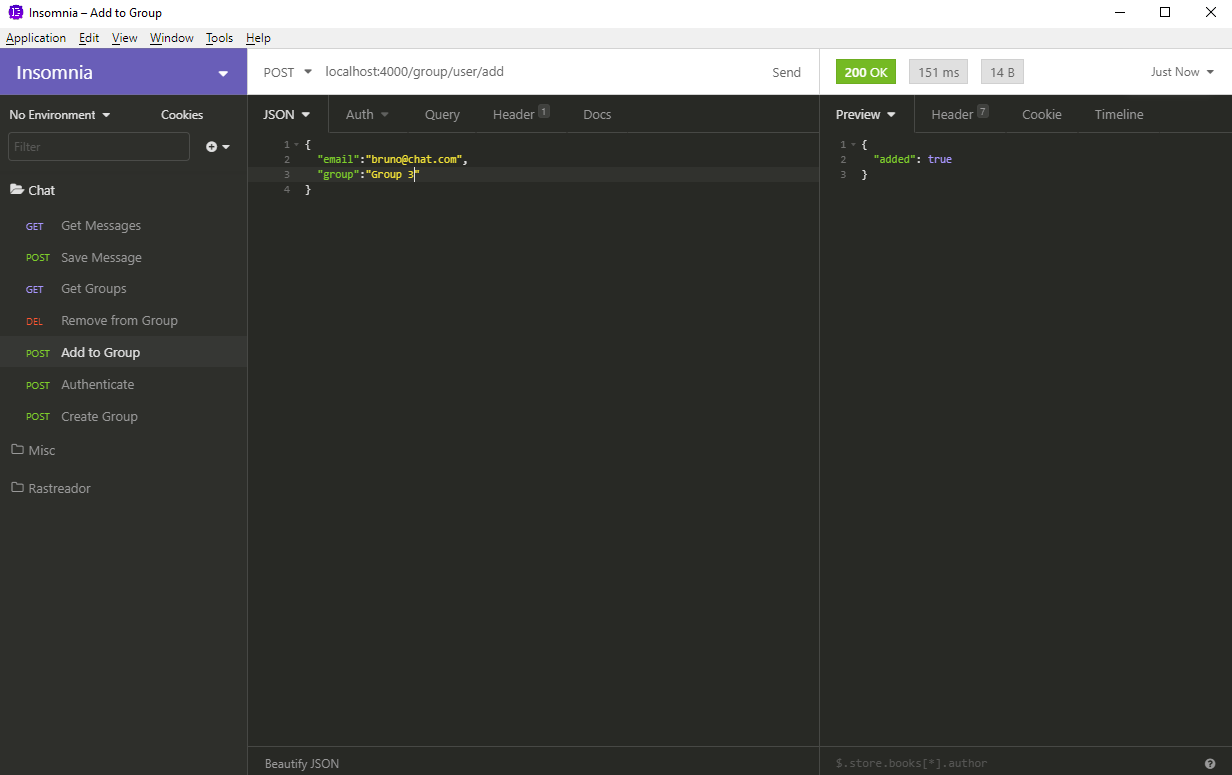 Insomnia – Add to Group
Application Edit View Window Tools Help
Insomnia
POST localhost:4000/group/user/add Send
200 OK 151 ms 14 B Just Now
No Environment Cookies
JSON Auth Query Header 1 Docs
Preview Header 7 Cookie Timeline
Filter
1 {
2 "email":"bruno@chat.com",
3 "group":"Group 3"
4 }
1 {
2 "added": true
3 }
Chat
GET Get Messages
POST Save Message
GET Get Groups
DEL Remove from Group
POST Add to Group
POST Authenticate
POST Create Group
Misc
Rastreador
Beautify JSON
$.store.books[*].author